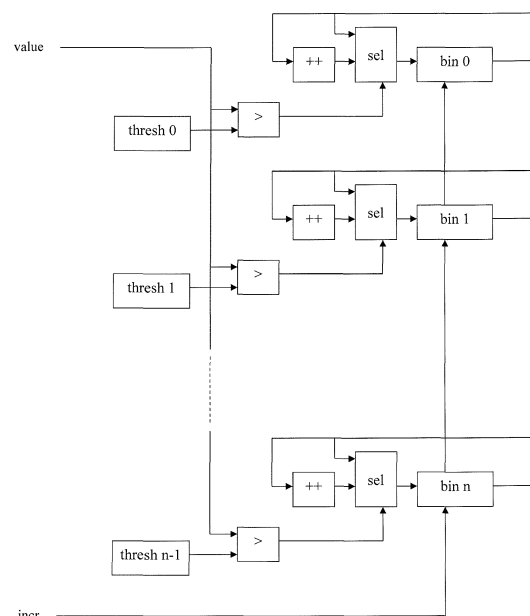 value
++
sel
bin 0
>
thresh 0
++
sel
bin 1
>
thresh 1
++
sel
bin n
>
thresh n-1
incr